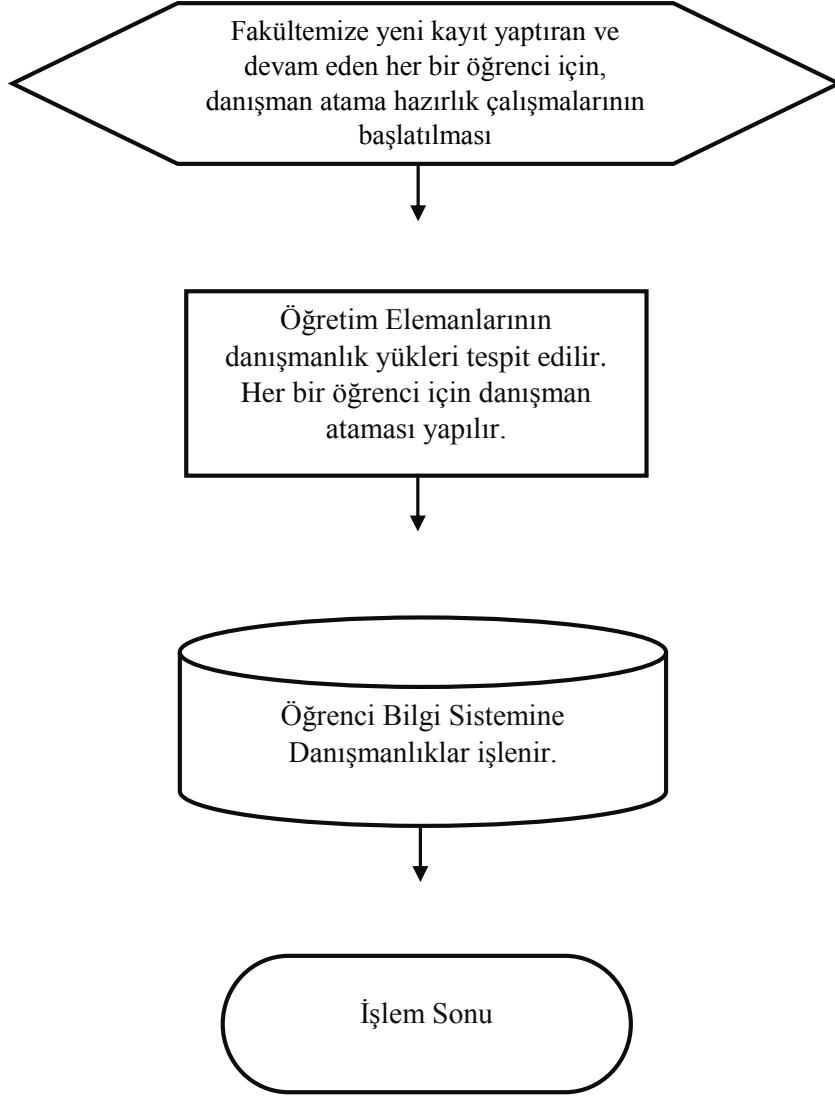 Fakültemize yeni kayıt yaptıran ve
devam eden her bir öğrenci için,
danışman atama hazırlık çalışmalarının
başlatılması
Öğretim Elemanlarının
danışmanlık yükleri tespit edilir.
Her bir öğrenci için danışman
ataması yapılır.
Öğrenci Bilgi Sistemine
Danışmanlıklar işlenir.
İşlem Sonu